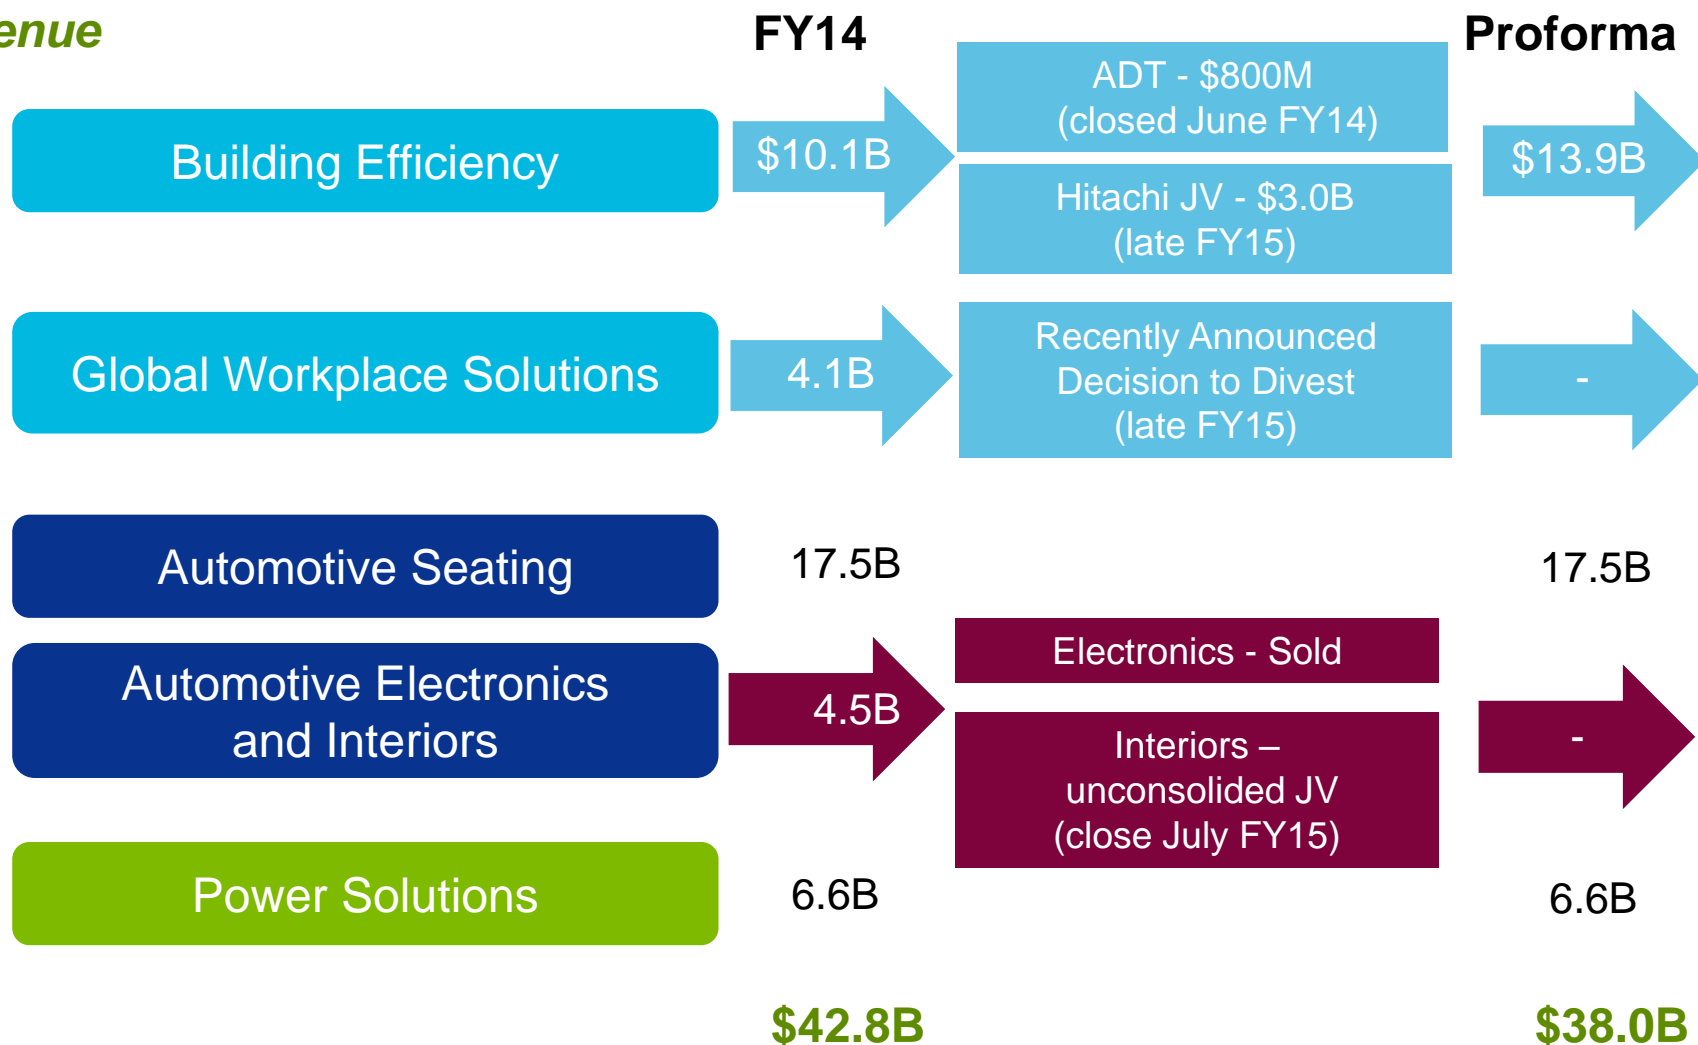 enue
FY14
Proforma
Building Efficiency
$10.1B
ADT - $800M
(closed June FY14)
Hitachi JV - $3.0B
(late FY15)
$13.9B
Global Workplace Solutions
4.1B
Recently Announced
Decision to Divest
(late FY15)
-
Automotive Seating
17.5B
17.5B
Automotive Electronics
and Interiors
4.5B
Electronics - Sold
Interiors –
unconsolided JV
(close July FY15)
-
Power Solutions
6.6B
6.6B
$42.8B
$38.0B